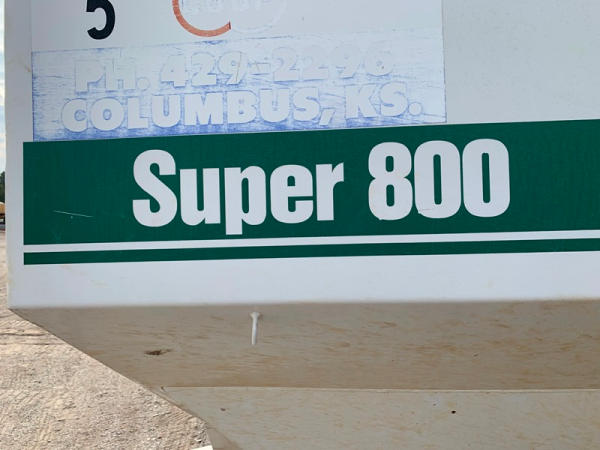 5
PH. 429-2296
COLUMBUS, KS.
Super 800